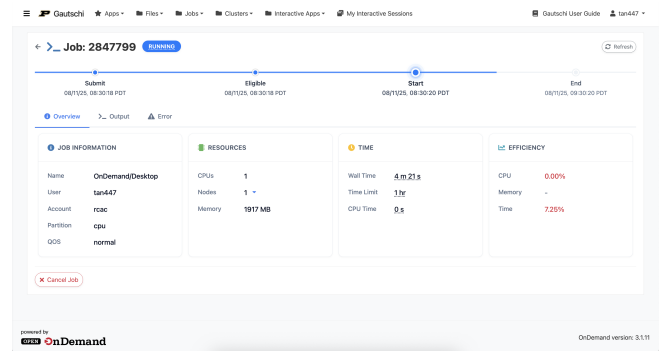 Gautschi Apps Files Jobs Clusters Interactive Apps My Interactive Sessions Gautschi User Guide tan447
Job: 2847799 RUNNING Refresh
Submit Eligible Start End
08/11/25, 08:30:18 PDT 08/11/25, 08:30:18 PDT 08/11/25, 08:30:20 PDT 08/11/25, 09:30:20 PDT
Overview >_ Output Error
JOB INFORMATION
Name OnDemand/Desktop
User tan447
Account rcac
Partition cpu
QOS normal
RESOURCES
CPUs 1
Nodes 1
Memory 1917 MB
TIME
Wall Time 4 m 21 s
Time Limit 1 hr
CPU Time 0 s
EFFICIENCY
CPU 0.00%
Memory -
Time 7.25%
Cancel Job
powered by
OPEN OnDemand
OnDemand version: 3.1.11